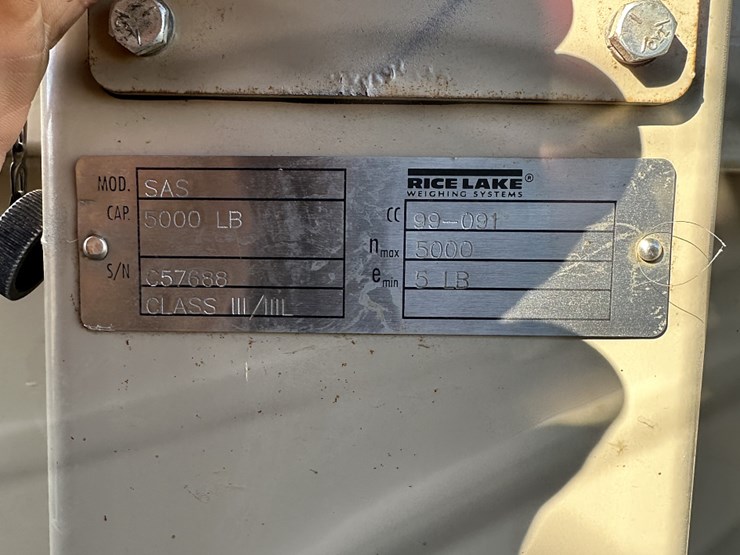 MOD. SAS
CAP. 5000 LB
S/N C57688
CLASS III/IIIL
RICE LAKE®
WEIGHING SYSTEMS
CC 99-091
nmax 5000
emin 5 LB